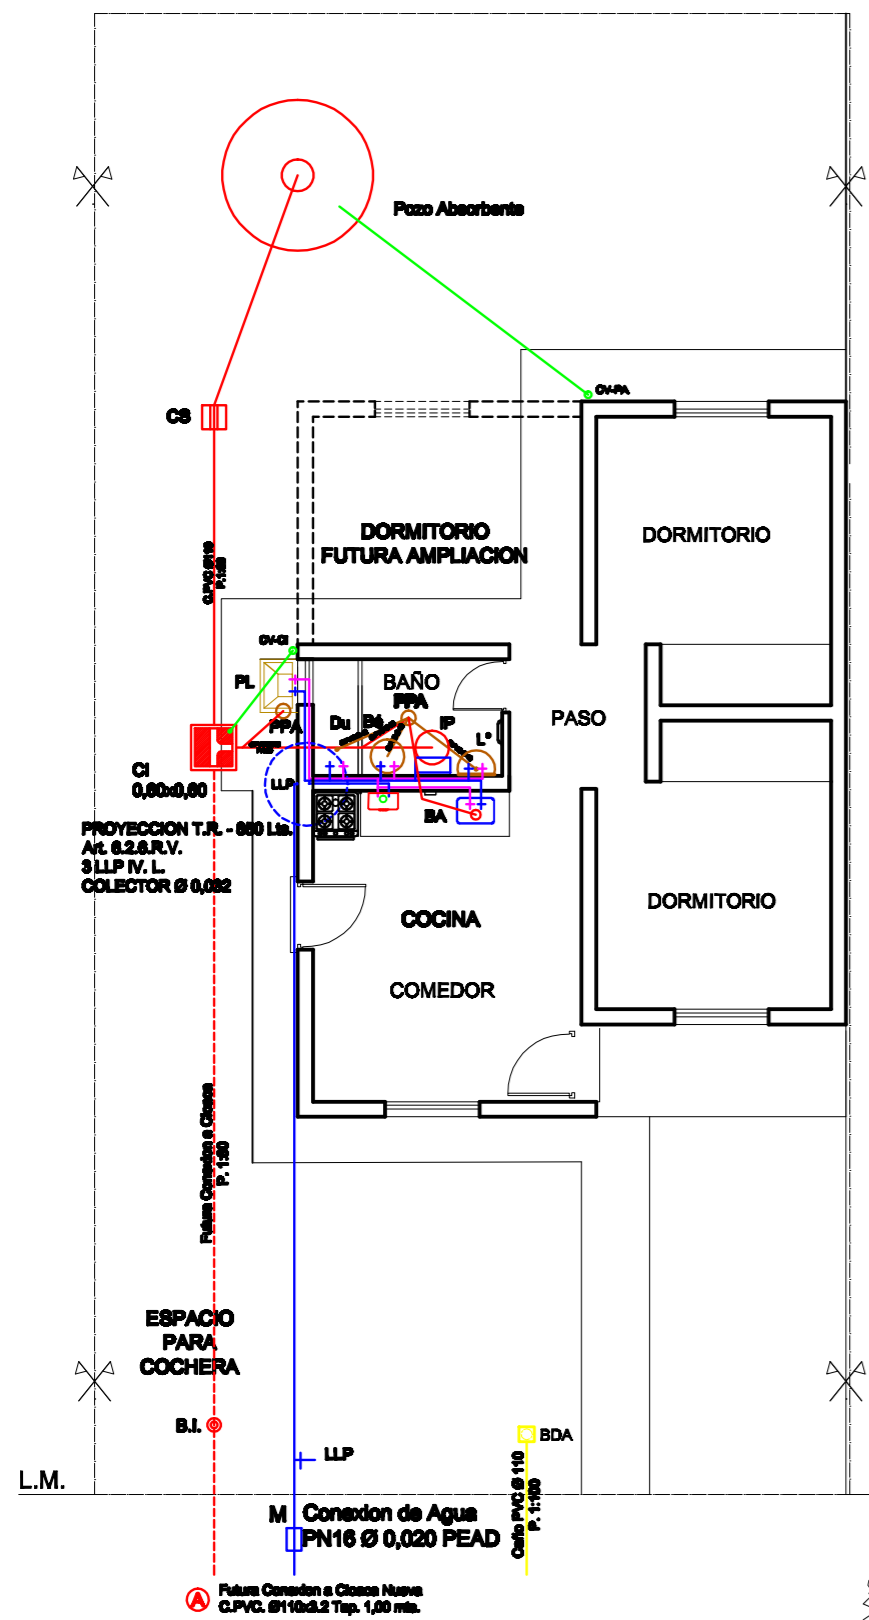 Pozo Absorbente
CV-PA
CS
C.PVC Ø110
DORMITORIO
FUTURA AMPLIACION
DORMITORIO
CV-CI
PL
BAÑO
PPA
PPA
Du
Bé
IP
L°
PASO
CI
0,60x0,60
LLP
BA
PROYECCION T.R. - 850 Lts.
Art. 6.2.6.R.V.
3 LLP IV. L.
COLECTOR Ø 0,032
COCINA
COMEDOR
DORMITORIO
Futura Conexion a Cloaca
P. 1:60
ESPACIO
PARA
COCHERA
B.I.
LLP
BDA
Caño PVC Ø 110
P. 1:100
L.M.
M
Conexion de Agua
PN16 Ø 0,020 PEAD
A
Futura Conexion a Cloaca Nueva
C.PVC. Ø110x3.2 Tap. 1,00 mts.